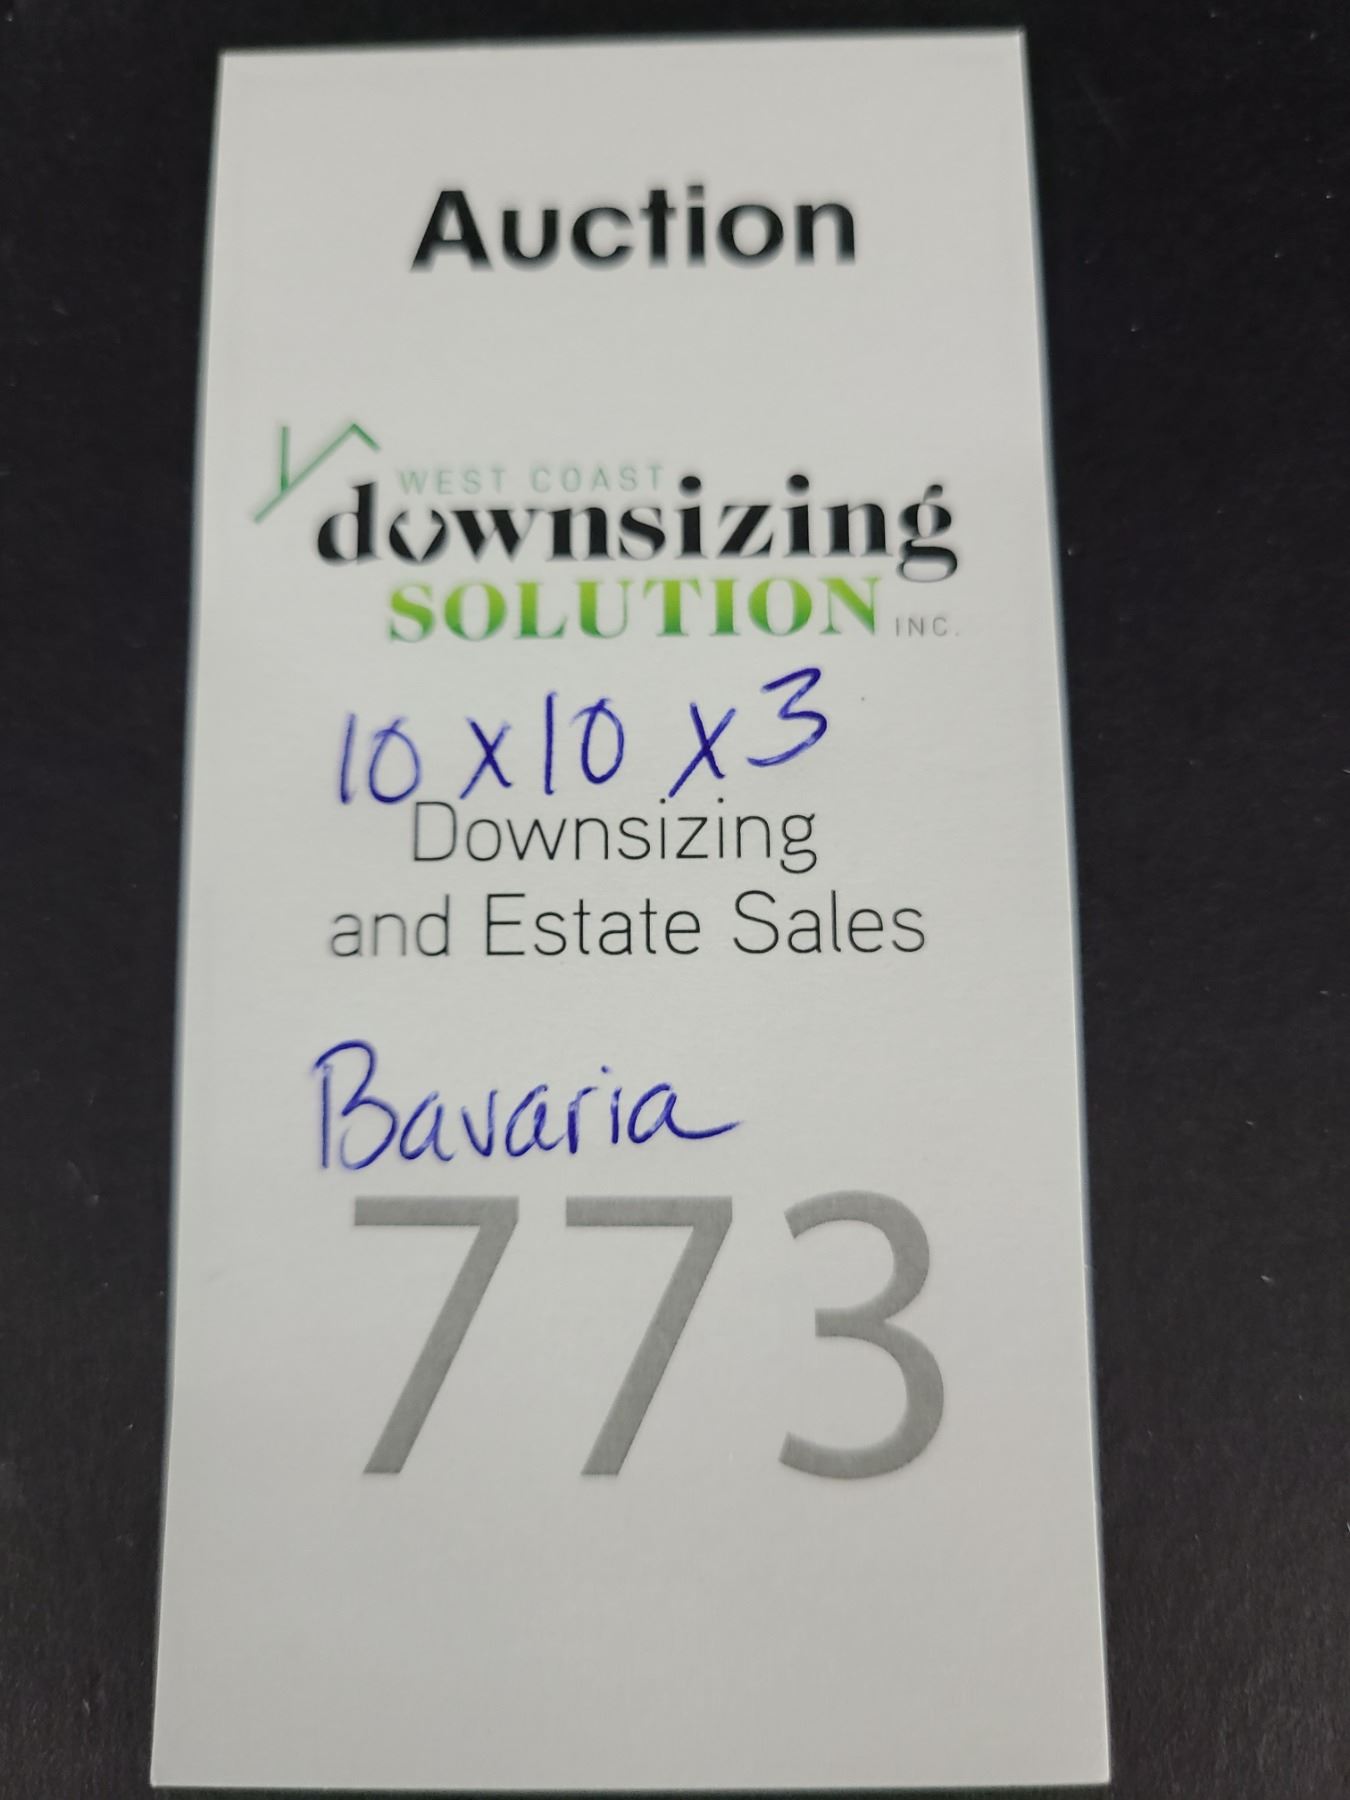 Auction
WEST COAST
downsizing
SOLUTION INC.
10 x 10 x 3
Downsizing
and Estate Sales
Bavaria
773